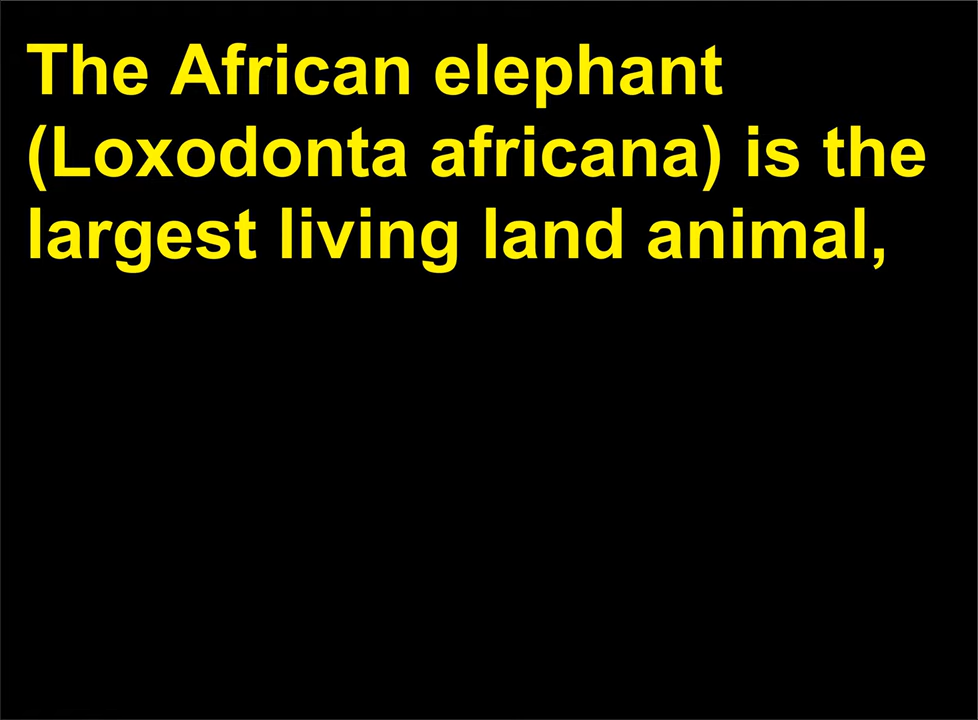 The African elephant
(Loxodonta africana) is the
largest living land animal,